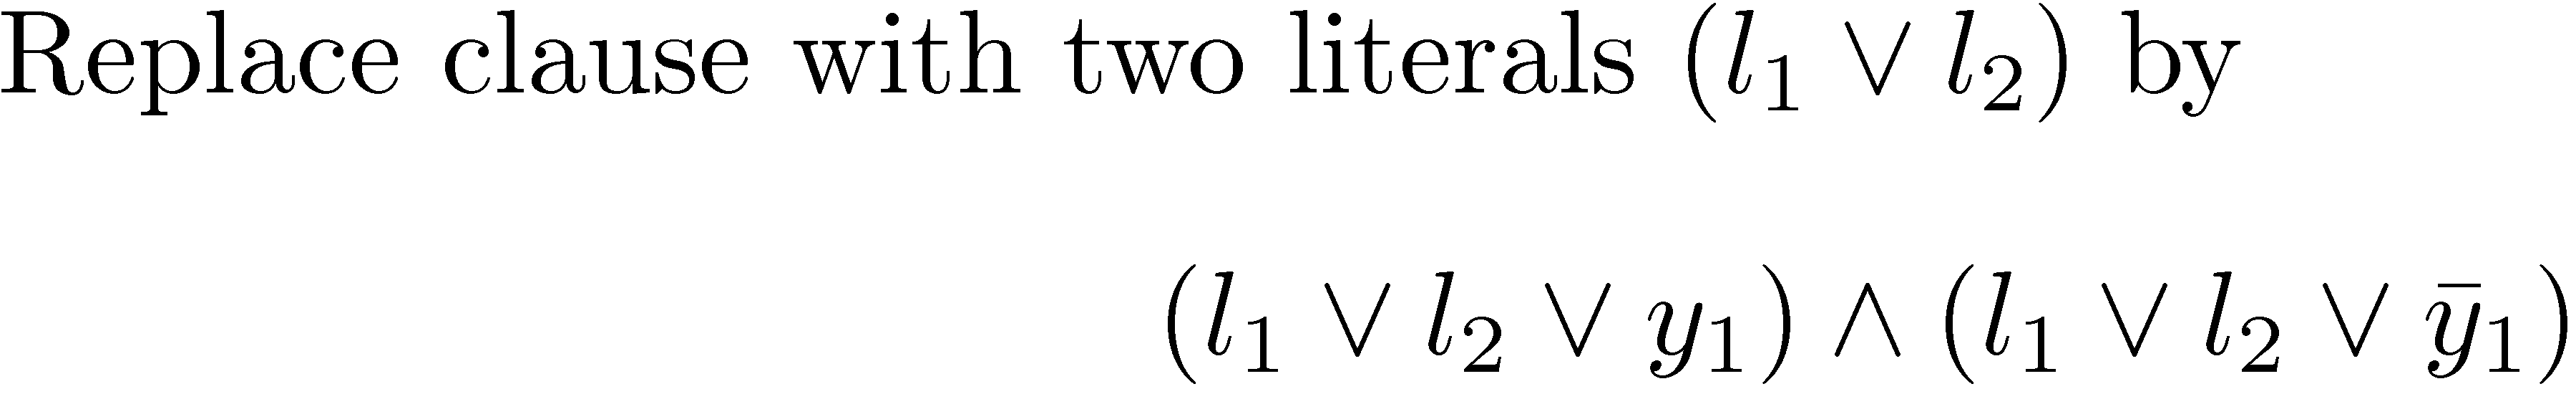 Replace clause with two literals (l₁ ∨ l₂) by
(l₁ ∨ l₂ ∨ y₁) ∧ (l₁ ∨ l₂ ∨ ȳ₁)